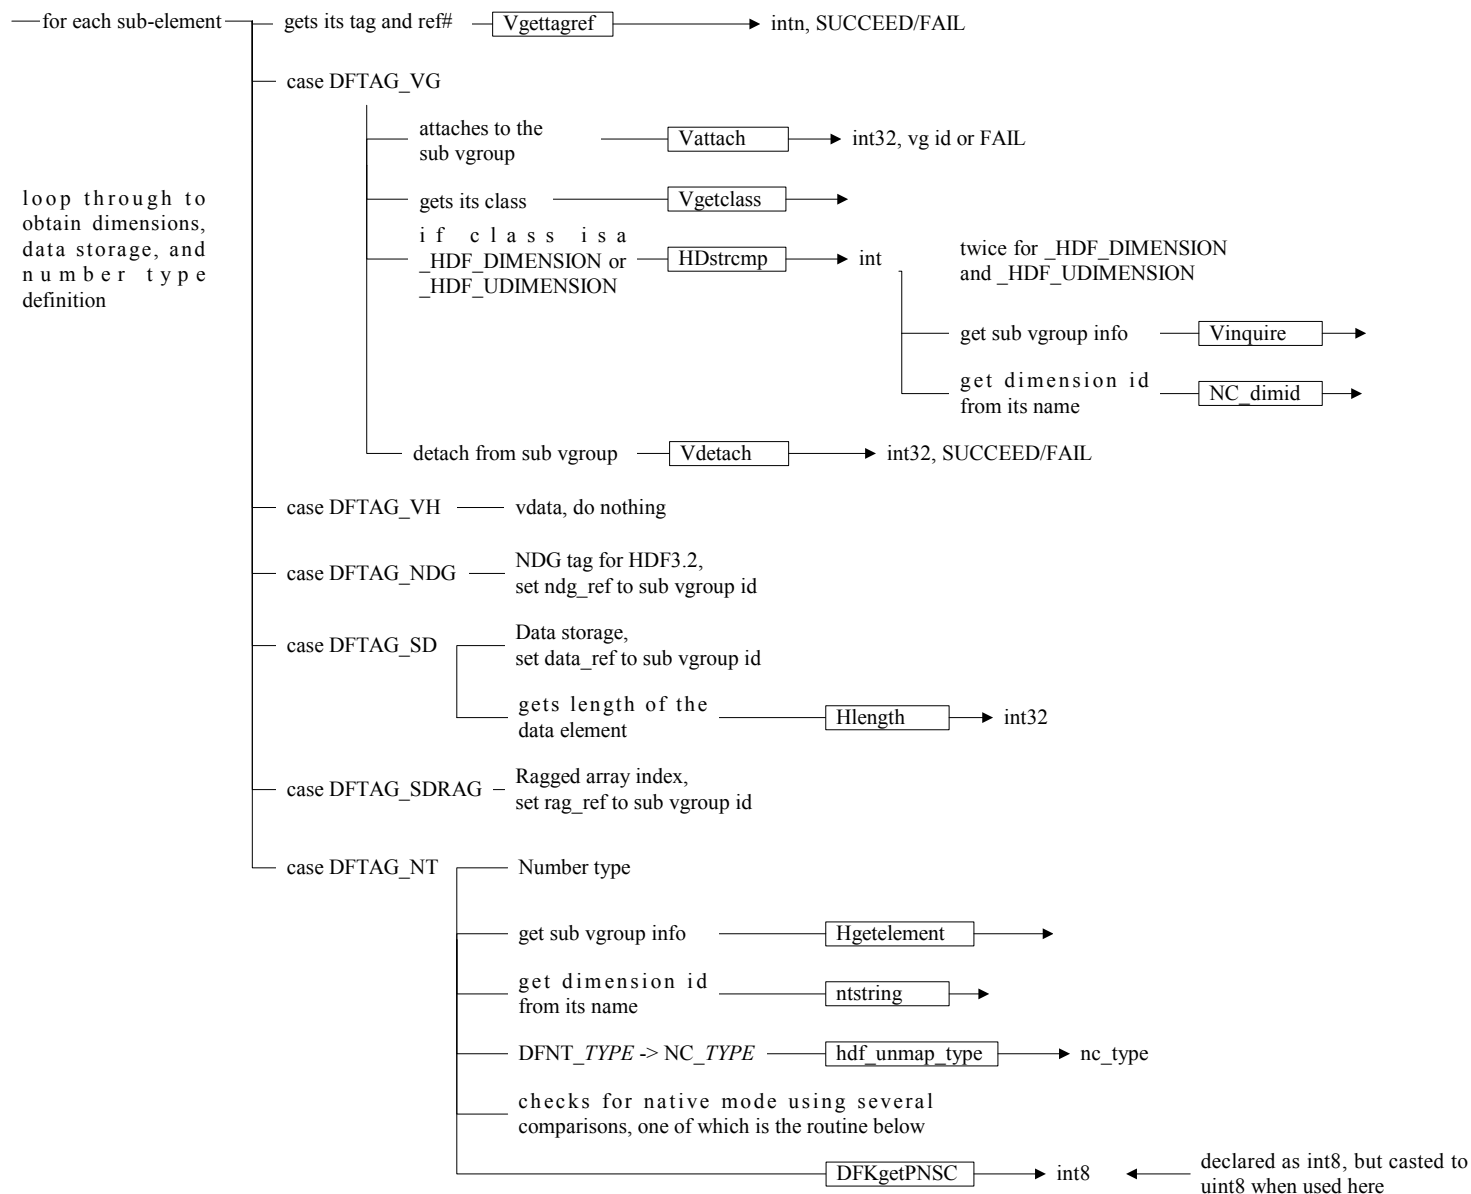 for each sub-element
gets its tag and ref#
Vgettagref
intn, SUCCEED/FAIL
case DFTAG_VG
attaches to the
sub vgroup
Vattach
int32, vg id or FAIL
loop through to
obtain dimensions,
data storage, and
number type
definition
gets its class
Vgetclass
if class isa
_HDF_DIMENSION or
_HDF_UDIMENSION
HDstrcmp
int
twice for _HDF_DIMENSION
and _HDF_UDIMENSION
get sub vgroup info
Vinquire
get dimension id
from its name
NC_dimid
detach from sub vgroup
Vdetach
int32, SUCCEED/FAIL
case DFTAG_VH
vdata, do nothing
case DFTAG_NDG
NDG tag for HDF3.2,
set ndg_ref to sub vgroup id
case DFTAG_SD
Data storage,
set data_ref to sub vgroup id
gets length of the
data element
Hlength
int32
case DFTAG_SDRAG
Ragged array index,
set rag_ref to sub vgroup id
case DFTAG_NT
Number type
get sub vgroup info
Hgetelement
get dimension id
from its name
ntstring
DFNT_TYPE -> NC_TYPE
hdf_unmap_type
nc_type
checks for native mode using several
comparisons, one of which is the routine below
DFKgetPNSC
int8
declared as int8, but casted to
uint8 when used here